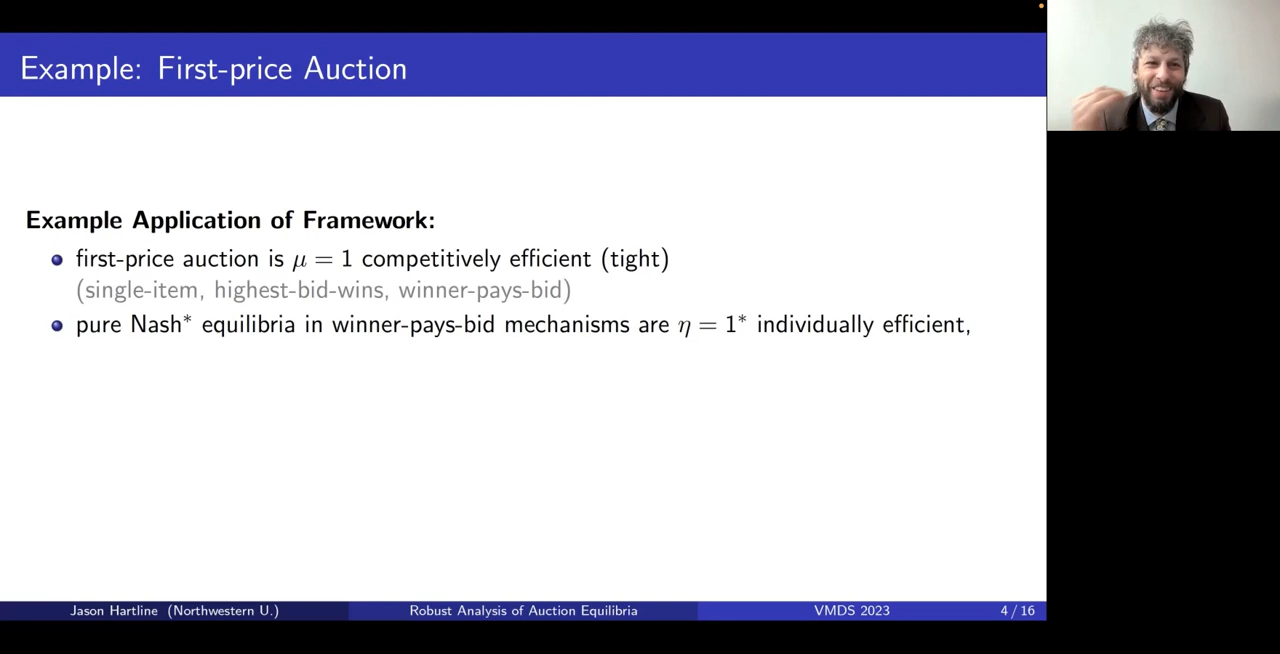 Example: First-price Auction
Example Application of Framework:
first-price auction is μ = 1 competitively efficient (tight)
(single-item, highest-bid-wins, winner-pays-bid)
pure Nash* equilibria in winner-pays-bid mechanisms are η = 1* individually efficient,
Jason Hartline (Northwestern U.)
Robust Analysis of Auction Equilibria
VMDS 2023
4 / 16